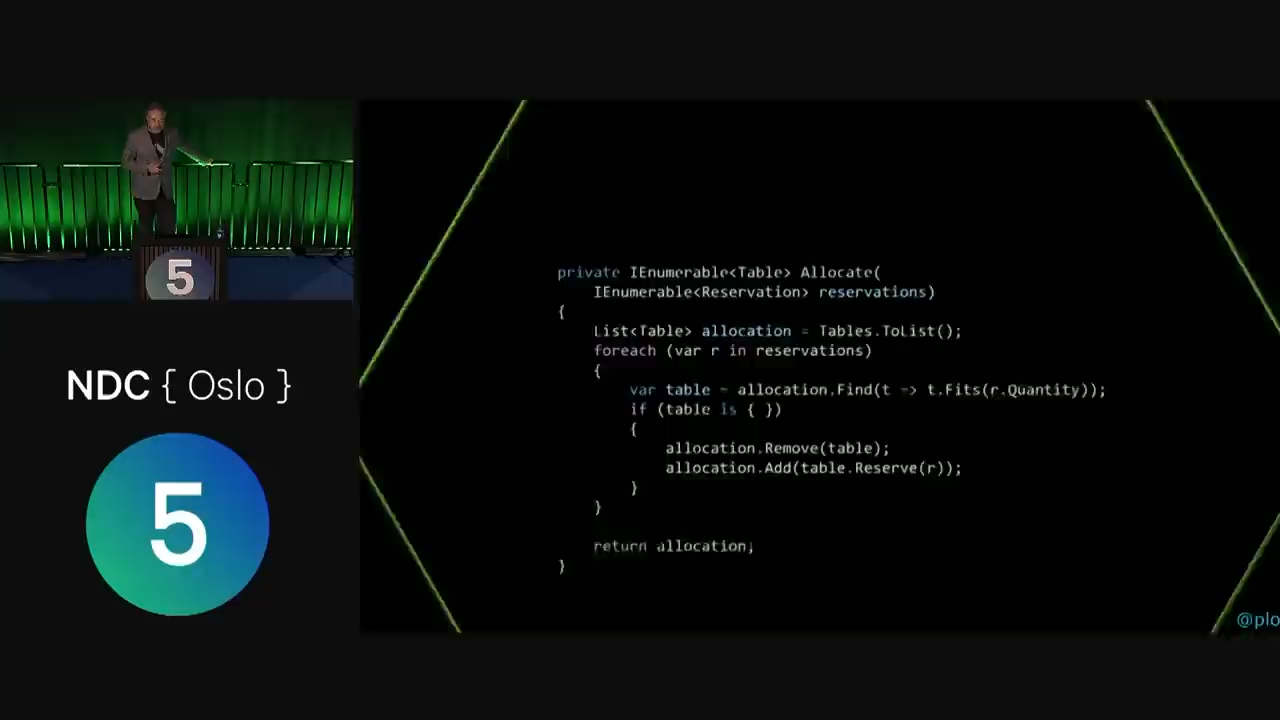 5
NDC { Oslo }
5
private IEnumerable<Table> Allocate(
IEnumerable<Reservation> reservations)
{
List<Table> allocation = Tables.ToList();
foreach (var r in reservations)
{
var table = allocation.Find(t => t.Fits(r.Quantity));
if (table is { })
{
allocation.Remove(table);
allocation.Add(table.Reserve(r));
}
}
return allocation;
}
@plo